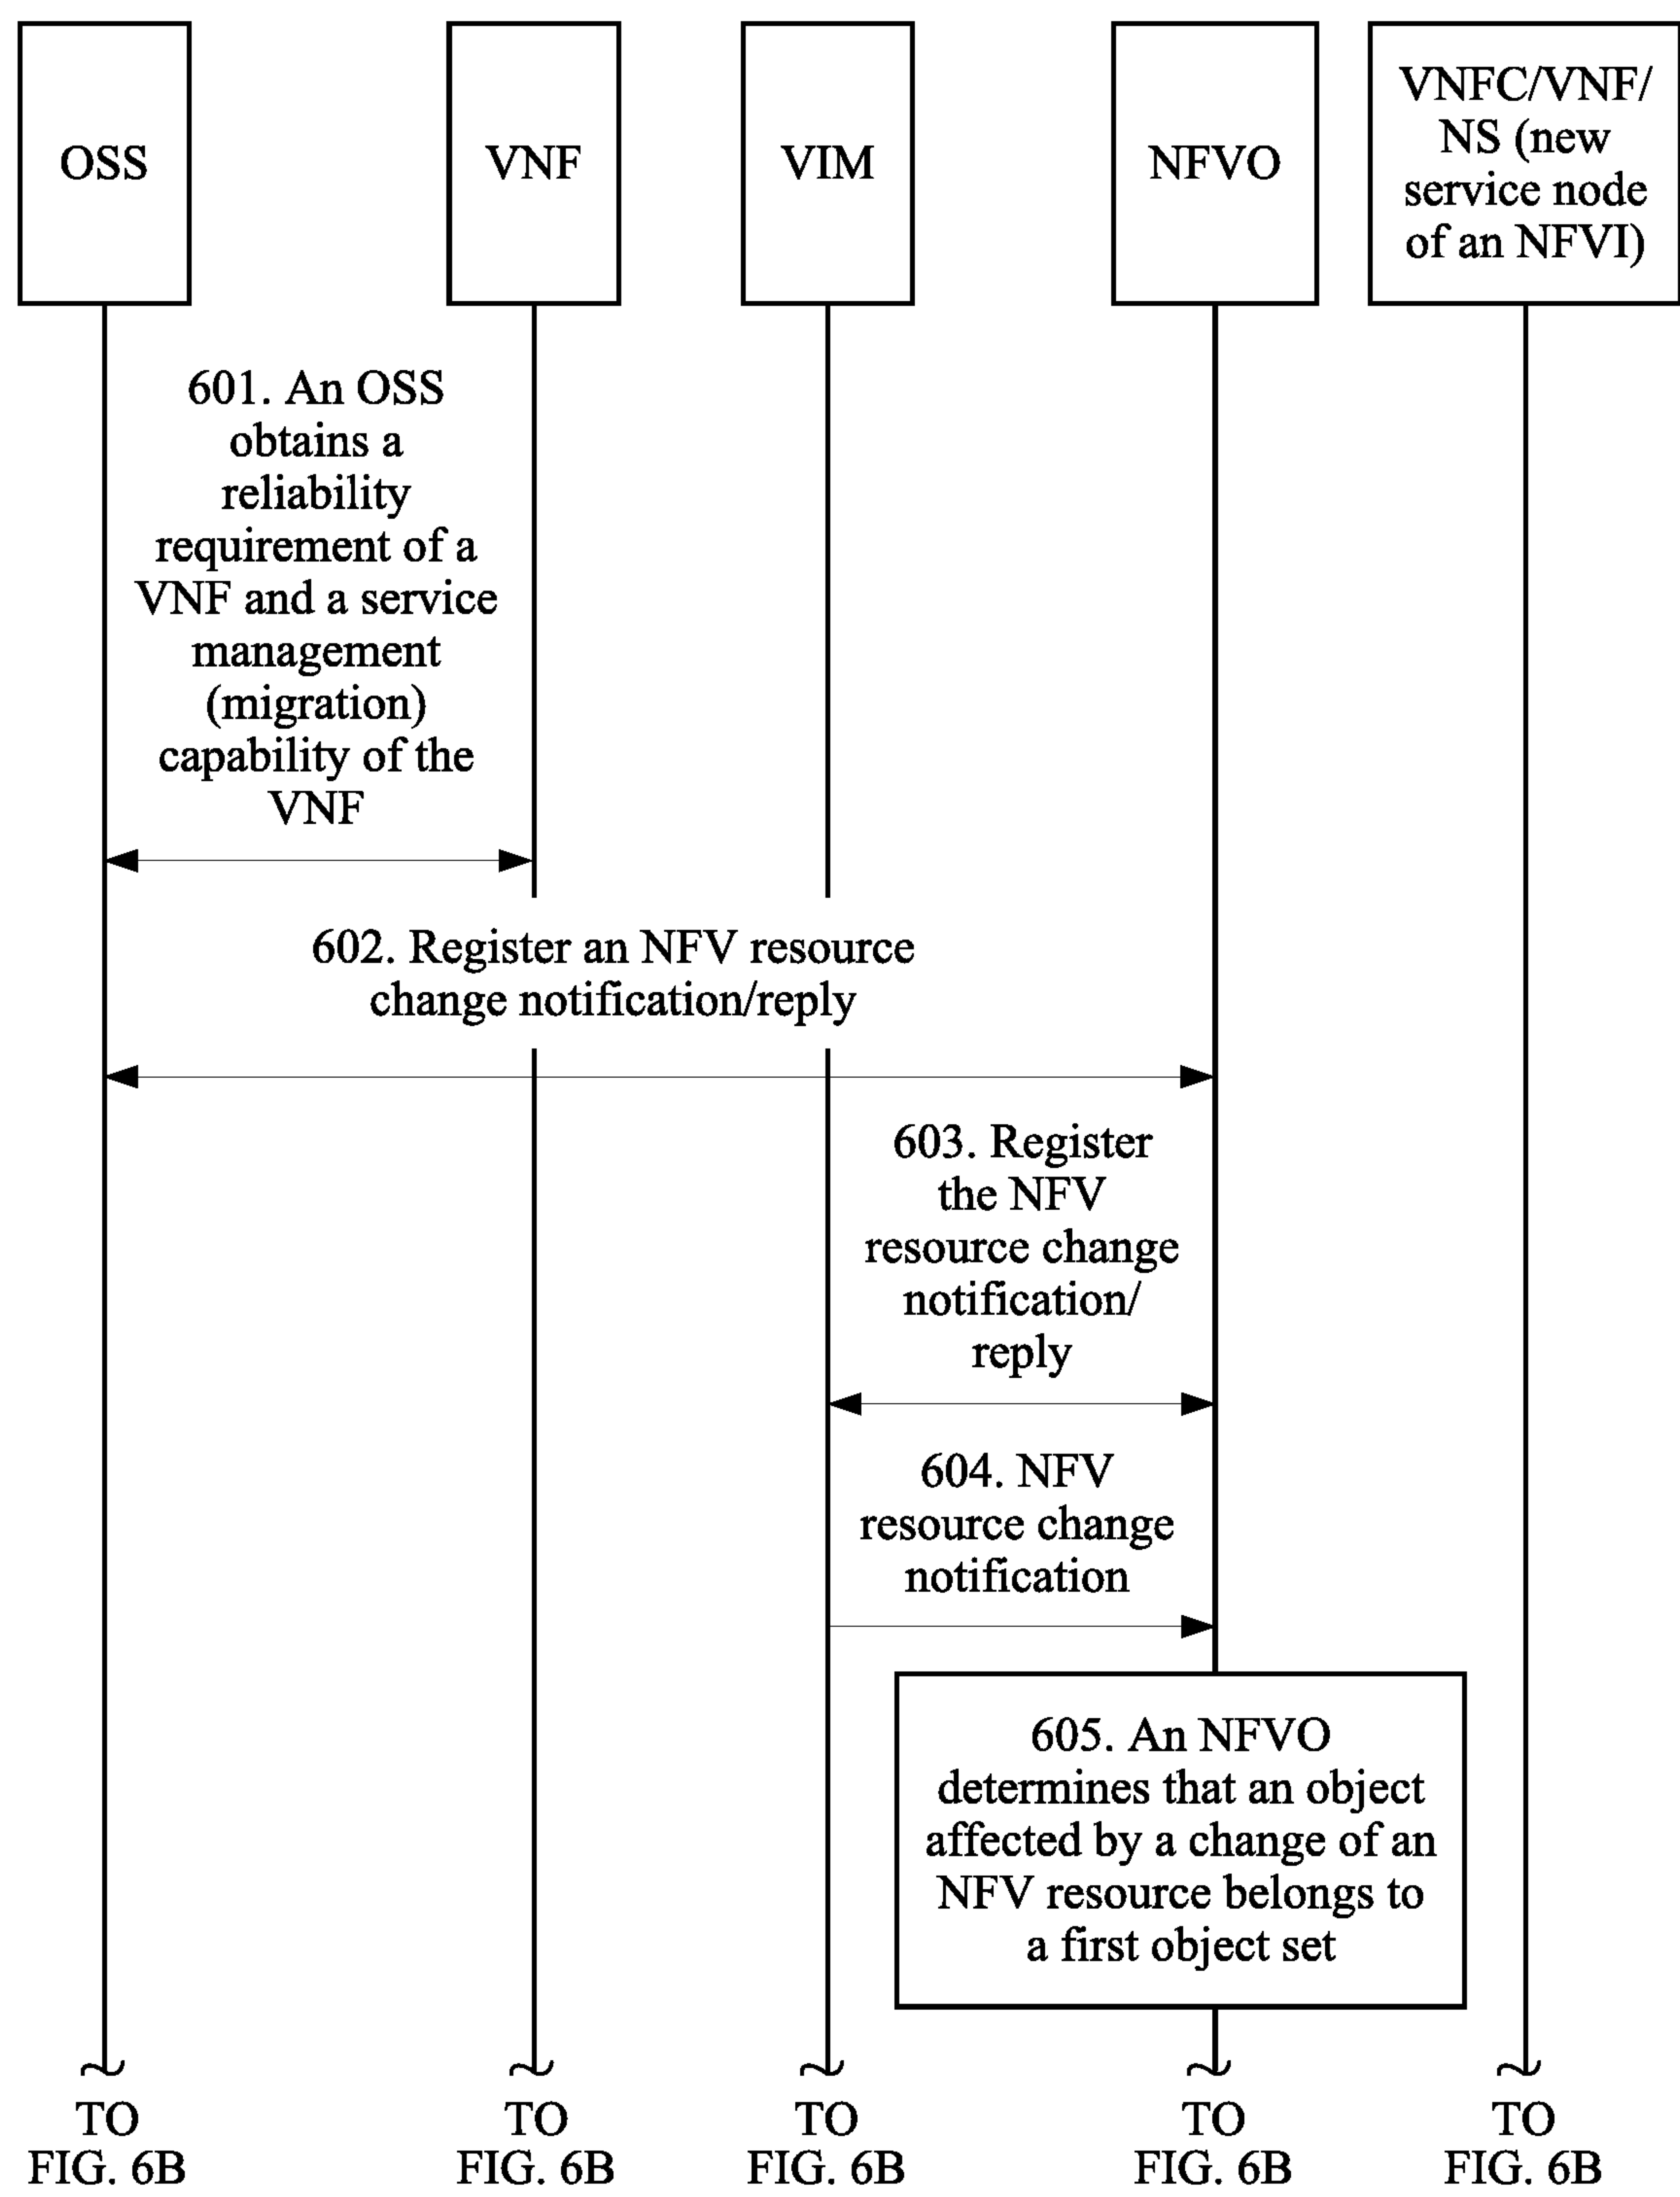 OSS
VNF
VIM
NFVO
VNFC/VNF/
NS (new
service node
of an NFVI)
601. An OSS
obtains a
reliability
requirement of a
VNF and a service
management
(migration)
capability of the
VNF
602. Register an NFV resource
change notification/reply
603. Register
the NFV
resource change
notification/
reply
604. NFV
resource change
notification
605. An NFVO
determines that an object
affected by a change of an
NFV resource belongs to
a first object set
TO
FIG. 6B
TO
FIG. 6B
TO
FIG. 6B
TO
FIG. 6B
TO
FIG. 6B